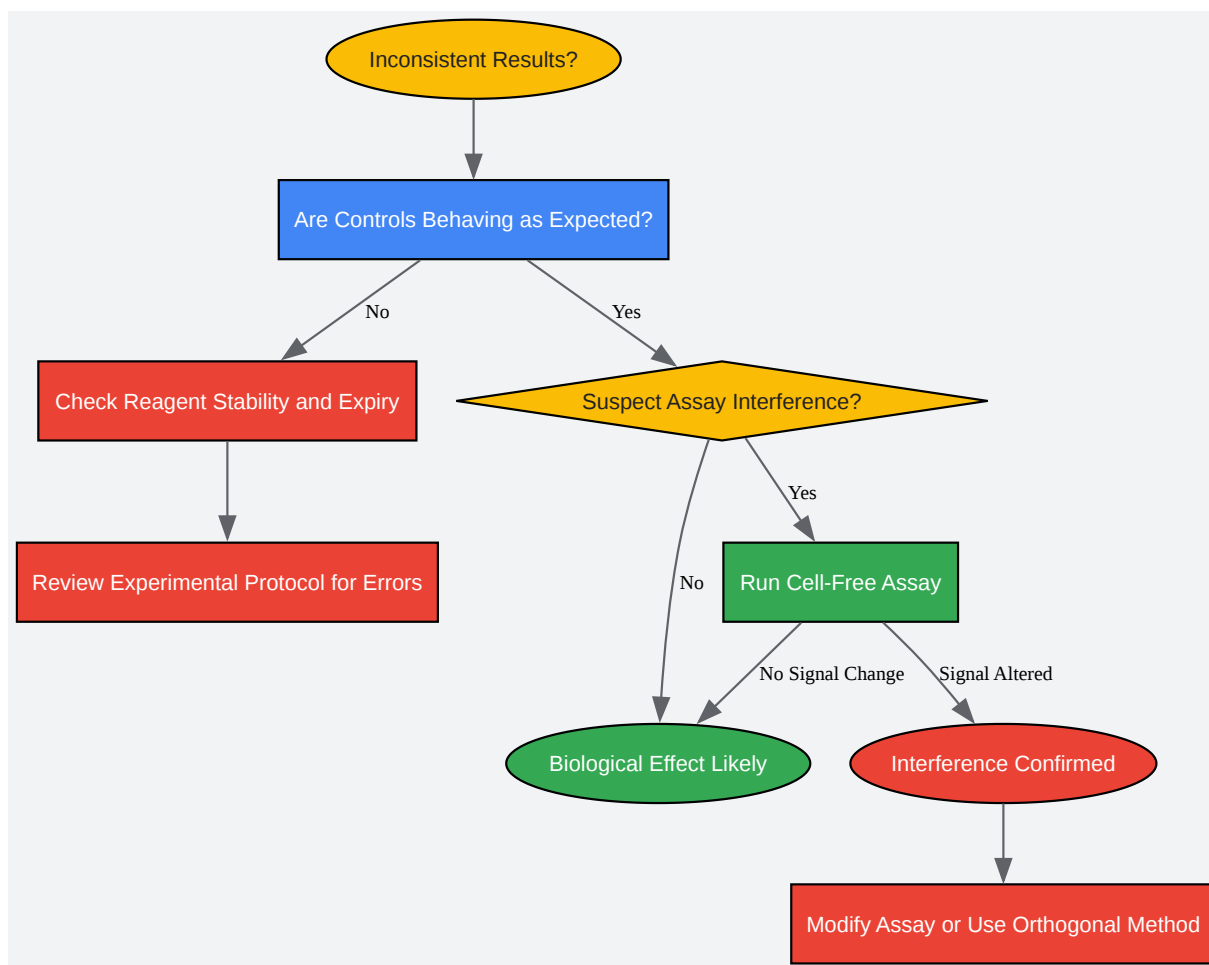 Inconsistent Results?
Are Controls Behaving as Expected?
No
Yes
Check Reagent Stability and Expiry
Suspect Assay Interference?
Yes
Review Experimental Protocol for Errors
No
Run Cell-Free Assay
No Signal Change
Signal Altered
Biological Effect Likely
Interference Confirmed
Modify Assay or Use Orthogonal Method